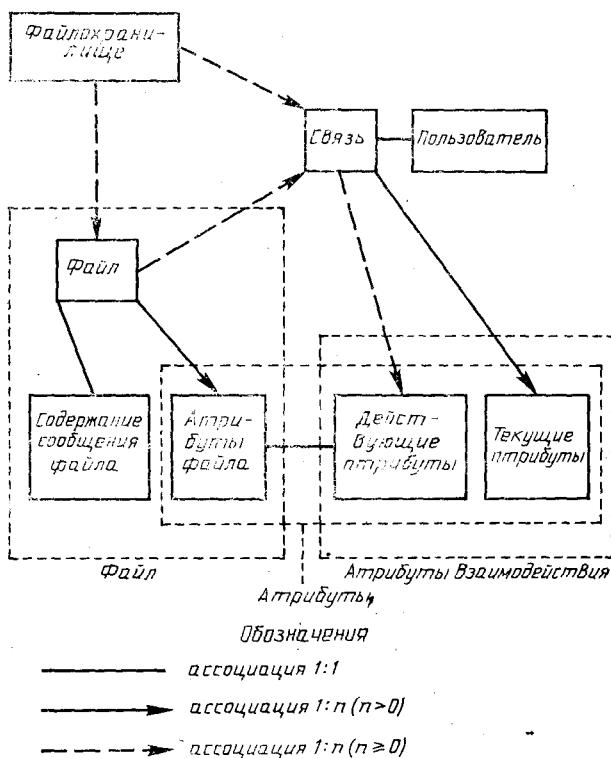 Файлохрани-
лище
Связь
Пользователь
Файл
Содержание
сообщения
файла
Атри-
буты
файла
Дейст-
вующие
атрибуты
Текущие
атрибуты
Файл
Атрибуты взаимодействия
Атрибуты
Обозначения
ассоциация 1:1
ассоциация 1:n (n>0)
ассоциация 1:n (n≥0)